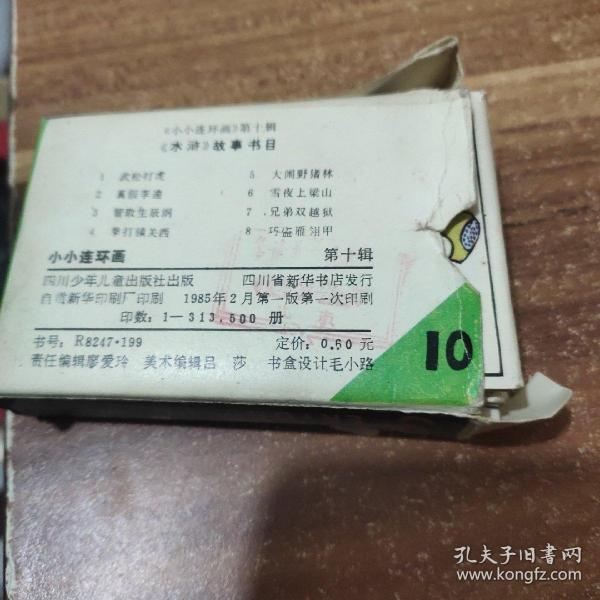 《小小连环画》第十辑
《水浒》故事书目
1 武松打虎
2 真假李逵
3 智取生辰纲
4 拳打镇关西
5 大闹野猪林
6 雪夜上梁山
7 兄弟双越狱
8 巧盗雁翎甲
小小连环画 第十辑
四川少年儿童出版社出版 四川省新华书店发行
自贡新华印刷厂印刷 1985年2月第一版第一次印刷
印数：1—313,500 册
书号：R8247·199 定价：0.60 元
责任编辑廖爱玲 美术编辑吕 莎 书盒设计毛小路
10
孔夫子旧书网
www.kongfz.com